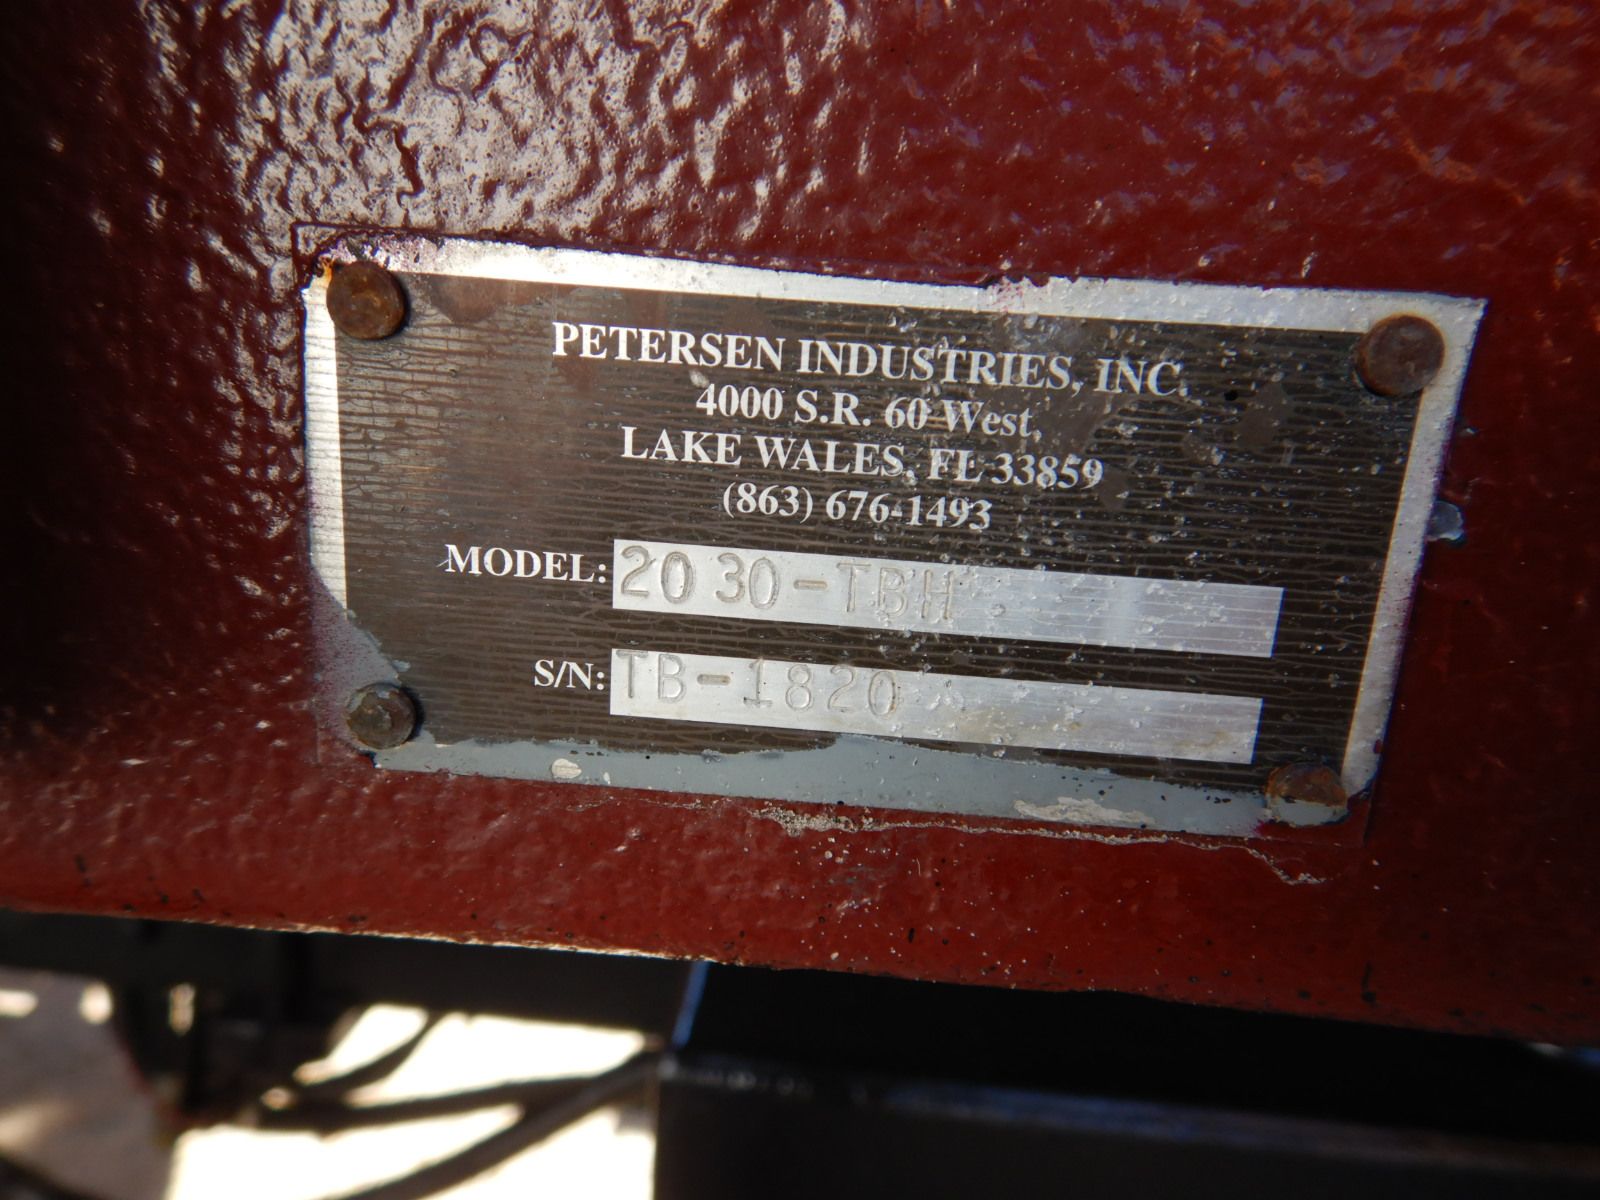 PETERSEN INDUSTRIES, INC.
4000 S.R. 60 West,
LAKE WALES, FL 33859
(863) 676-1493
MODEL: 2030-TBH
S/N: TB-1820